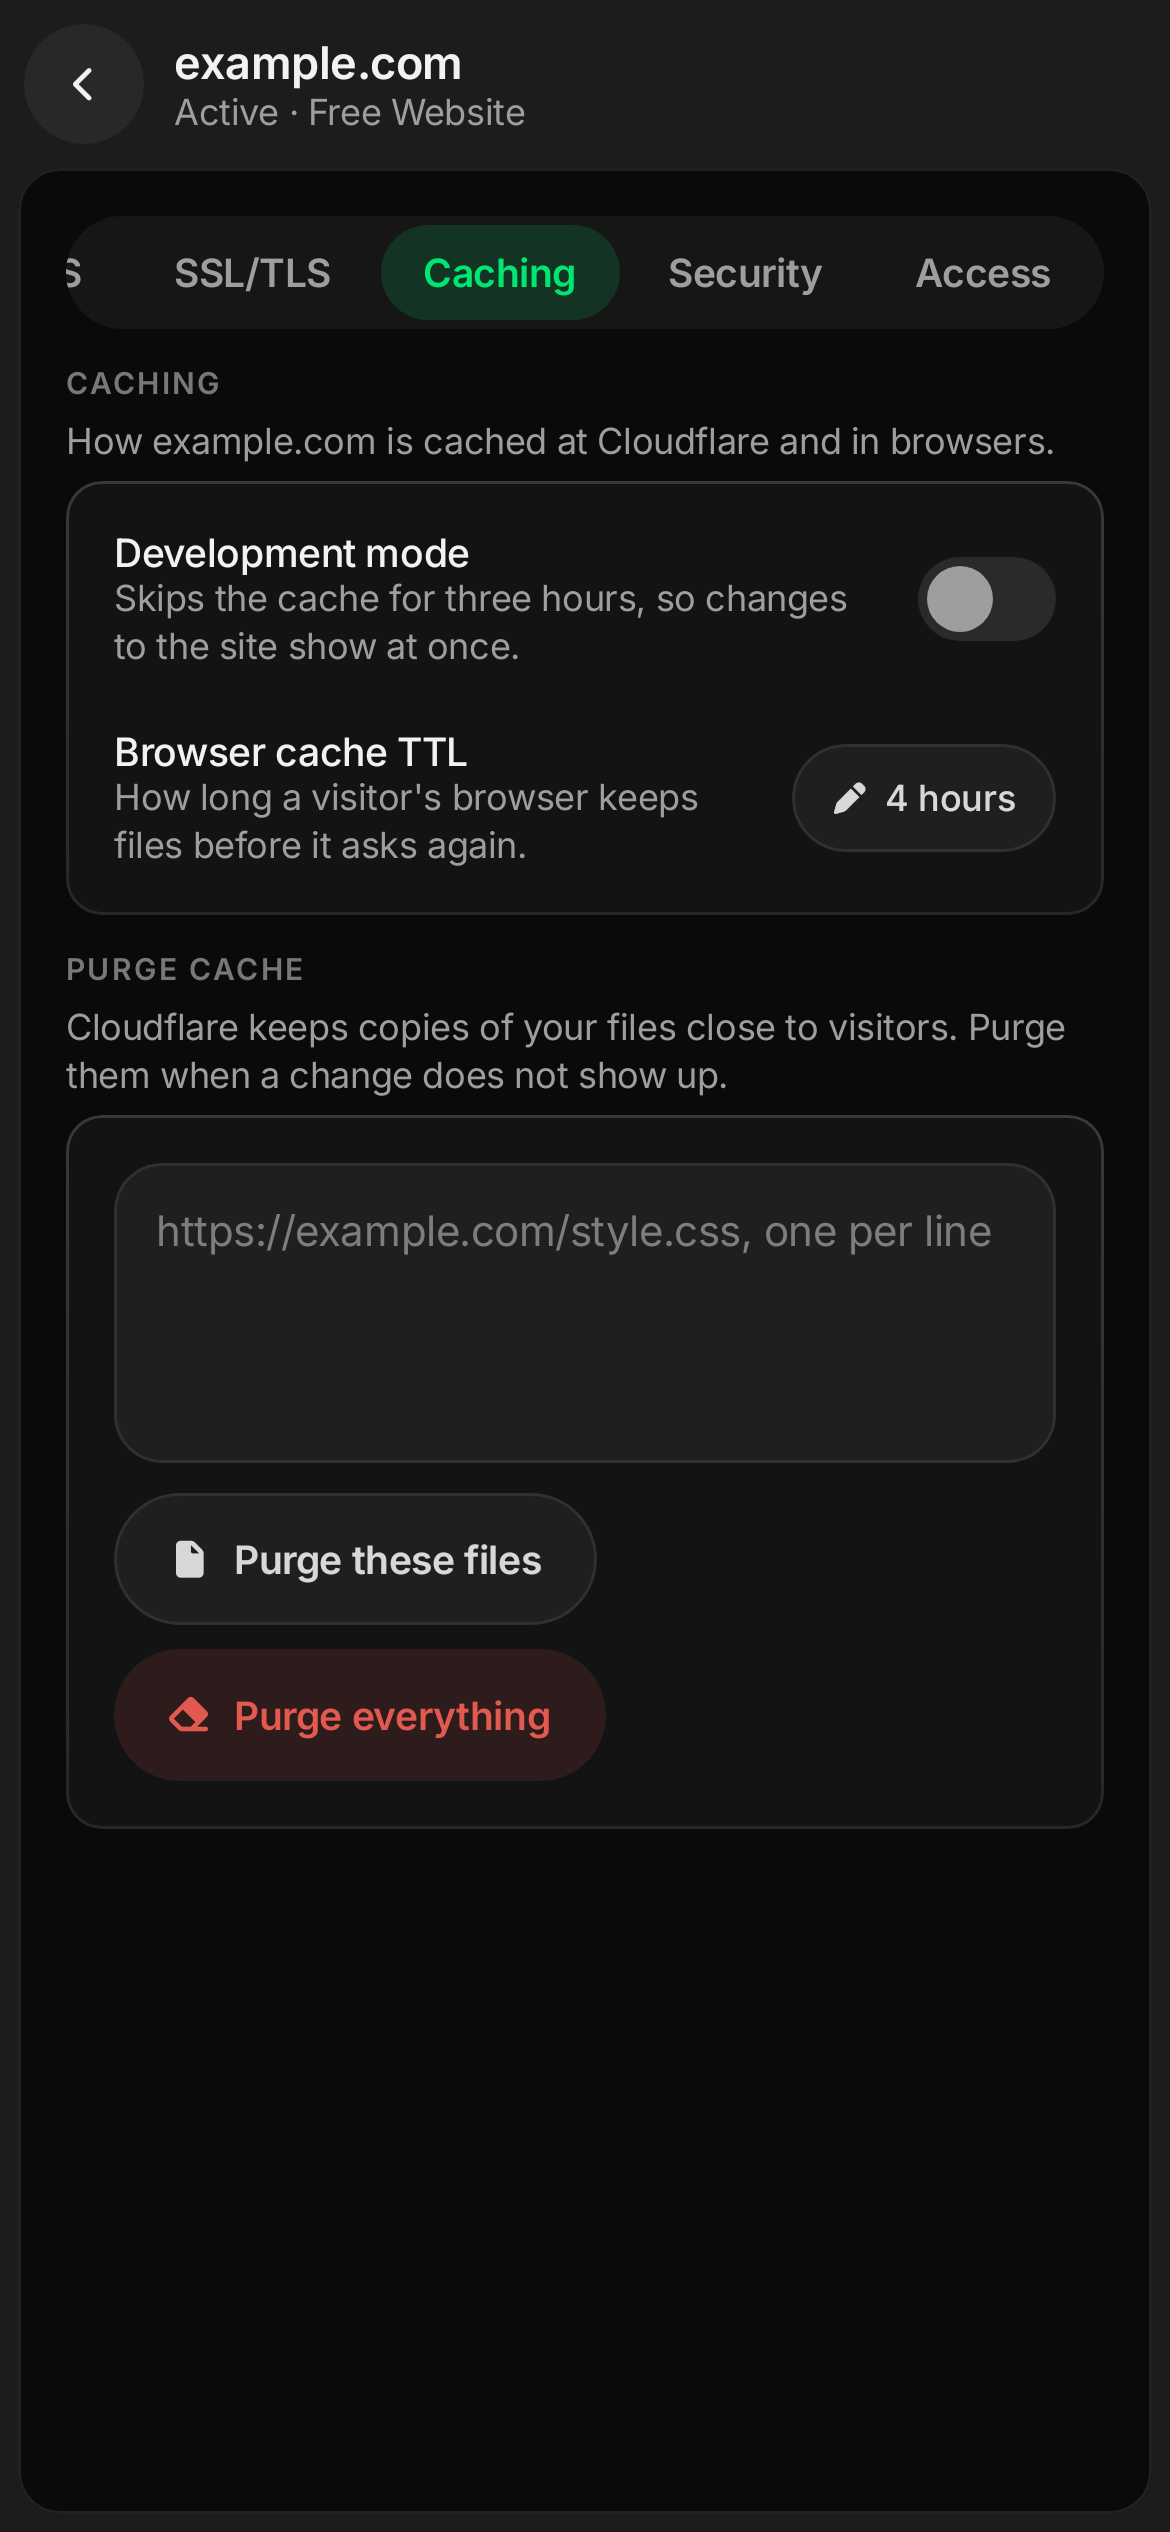 example.com
Active · Free Website
S SSL/TLS Caching Security Access
CACHING
How example.com is cached at Cloudflare and in browsers.
Development mode
Skips the cache for three hours, so changes
to the site show at once.
Browser cache TTL
How long a visitor's browser keeps
files before it asks again.
4 hours
PURGE CACHE
Cloudflare keeps copies of your files close to visitors. Purge
them when a change does not show up.
https://example.com/style.css, one per line
Purge these files
Purge everything